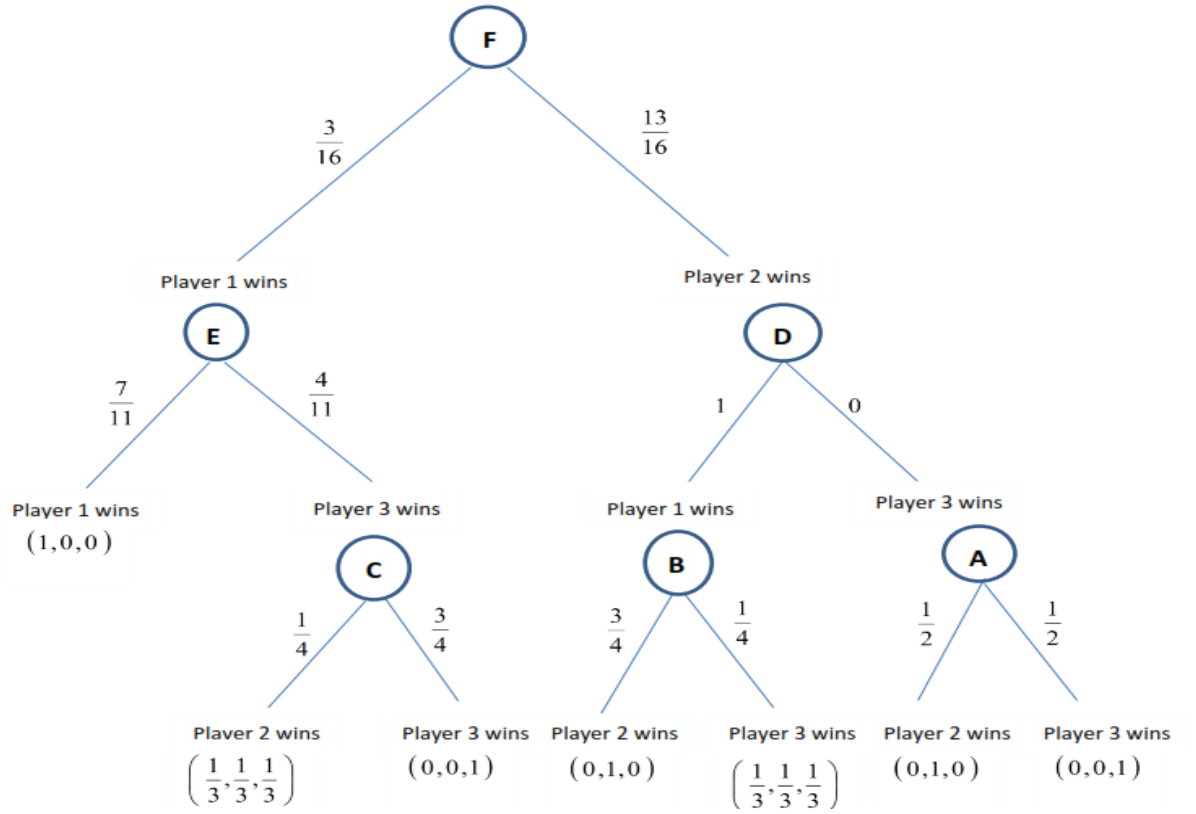 F
3/16
13/16
Player 1 wins
Player 2 wins
E
D
7/11
4/11
1
0
Player 1 wins
(1,0,0)
Player 3 wins
Player 1 wins
Player 3 wins
C
B
A
1/4
3/4
3/4
1/4
1/2
1/2
Player 2 wins
Player 3 wins
Player 2 wins
Player 3 wins
Player 2 wins
Player 3 wins
(1/3,1/3,1/3)
(0,0,1)
(0,1,0)
(1/3,1/3,1/3)
(0,1,0)
(0,0,1)